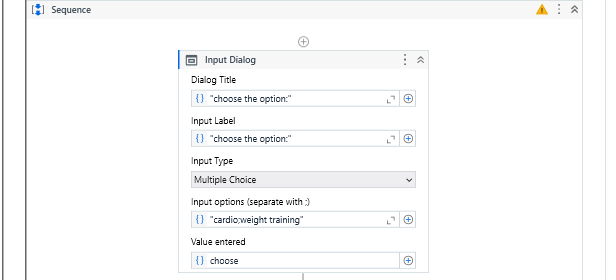 Sequence
Input Dialog
Dialog Title
{} "choose the option:"
Input Label
{} "choose the option:"
Input Type
Multiple Choice
Input options (separate with ;)
{} "cardio;weight training"
Value entered
{} choose